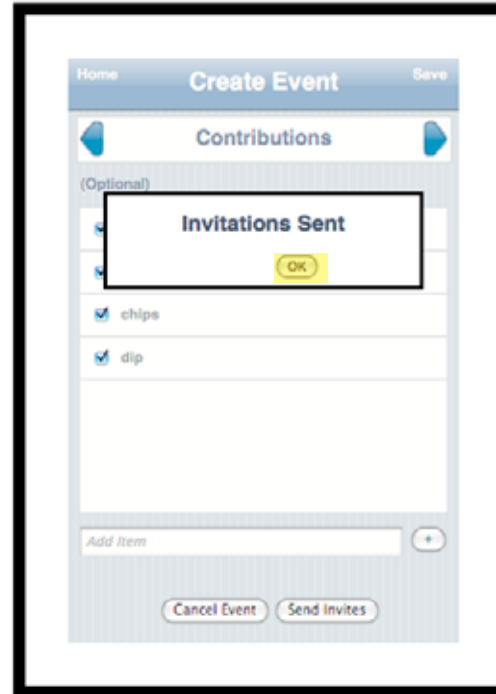 Home Create Event Save
Contributions
(Optional)
Invitations Sent
OK
chips
dip
Add Item
+
Cancel Event Send Invites